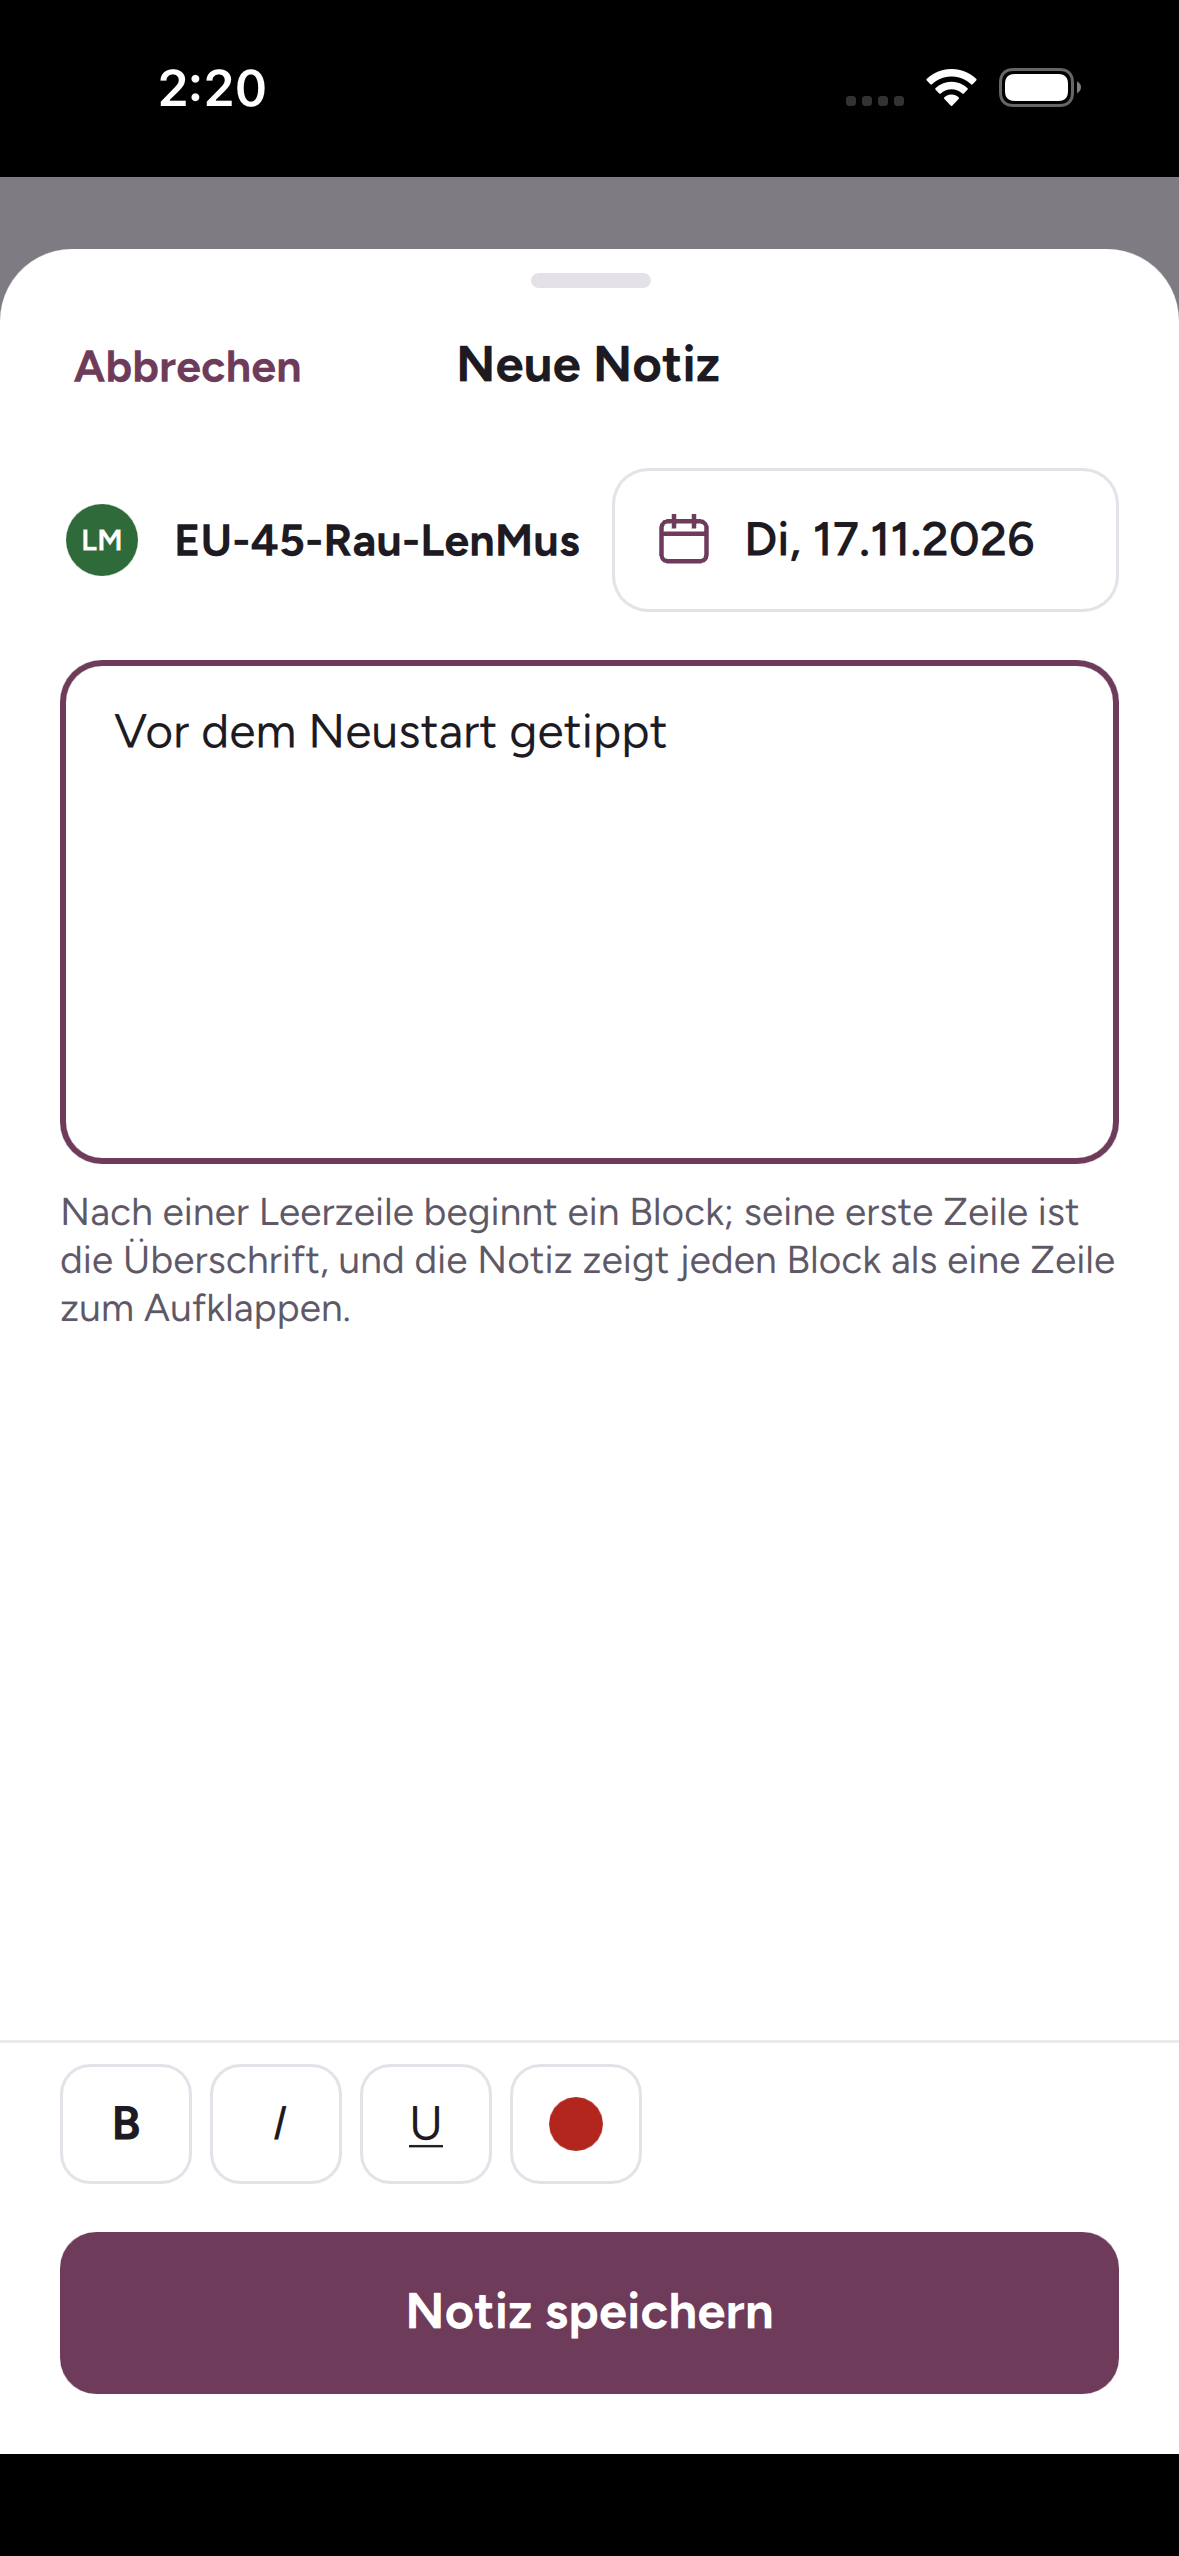 2:20
Abbrechen
Neue Notiz
LM
EU-45-Rau-LenMus
Di, 17.11.2026
Vor dem Neustart getippt
Nach einer Leerzeile beginnt ein Block; seine erste Zeile ist
die Überschrift, und die Notiz zeigt jeden Block als eine Zeile
zum Aufklappen.
B
I
U
Notiz speichern